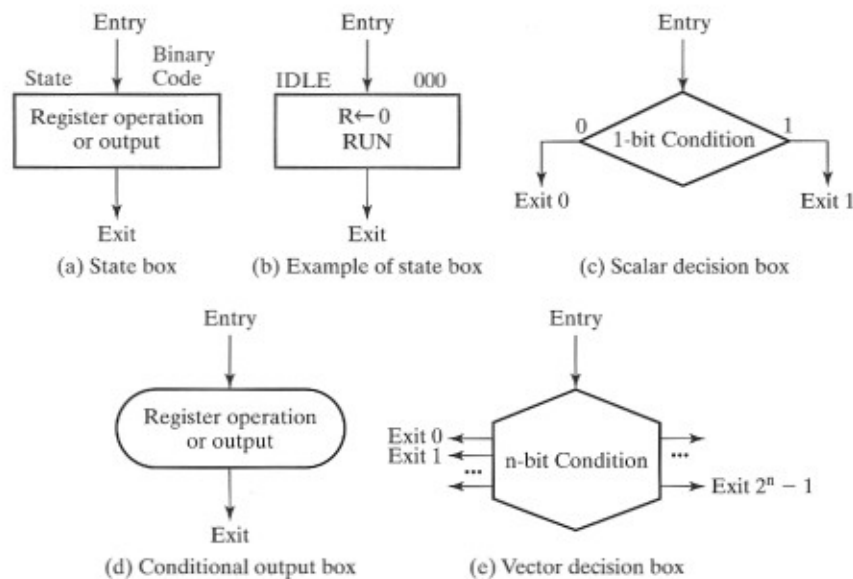 Entry
State
Binary
Code
Register operation
or output
Exit
(a) State box
Entry
IDLE 000
R←0
RUN
Exit
(b) Example of state box
Entry
0 1
1-bit Condition
Exit 0 Exit 1
(c) Scalar decision box
Entry
Register operation
or output
Exit
(d) Conditional output box
Entry
Exit 0
Exit 1
...
n-bit Condition
...
Exit 2ⁿ − 1
(e) Vector decision box